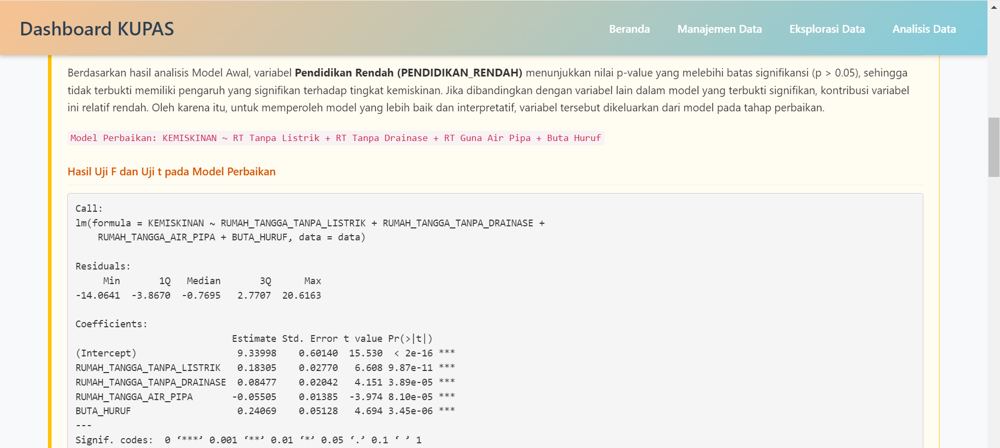 Dashboard KUPAS
Beranda
Manajemen Data
Eksplorasi Data
Analisis Data
Berdasarkan hasil analisis Model Awal, variabel Pendidikan Rendah (PENDIDIKAN_RENDAH) menunjukkan nilai p-value yang melebihi batas signifikansi (p > 0.05), sehingga
tidak terbukti memiliki pengaruh yang signifikan terhadap tingkat kemiskinan. Jika dibandingkan dengan variabel lain dalam model yang terbukti signifikan, kontribusi variabel
ini relatif rendah. Oleh karena itu, untuk memperoleh model yang lebih baik dan interpretatif, variabel tersebut dikeluarkan dari model pada tahap perbaikan.
Model Perbaikan: KEMISKINAN ~ RT Tanpa Listrik + RT Tanpa Drainase + RT Guna Air Pipa + Buta Huruf
Hasil Uji F dan Uji t pada Model Perbaikan
Call:
lm(formula = KEMISKINAN ~ RUMAH_TANGGA_TANPA_LISTRIK + RUMAH_TANGGA_TANPA_DRAINASE +
    RUMAH_TANGGA_AIR_PIPA + BUTA_HURUF, data = data)
Residuals:
     Min       1Q   Median       3Q      Max
-14.0641  -3.8670  -0.7695   2.7707  20.6163
Coefficients:
                            Estimate Std. Error t value Pr(>|t|)
(Intercept)                  9.33998    0.60140  15.530  < 2e-16 ***
RUMAH_TANGGA_TANPA_LISTRIK   0.18305    0.02770   6.608 9.87e-11 ***
RUMAH_TANGGA_TANPA_DRAINASE  0.08477    0.02042   4.151 3.89e-05 ***
RUMAH_TANGGA_AIR_PIPA       -0.05505    0.01385  -3.974 8.10e-05 ***
BUTA_HURUF                   0.24069    0.05128   4.694 3.45e-06 ***
---
Signif. codes:  0 ‘***’ 0.001 ‘**’ 0.01 ‘*’ 0.05 ‘.’ 0.1 ‘ ’ 1